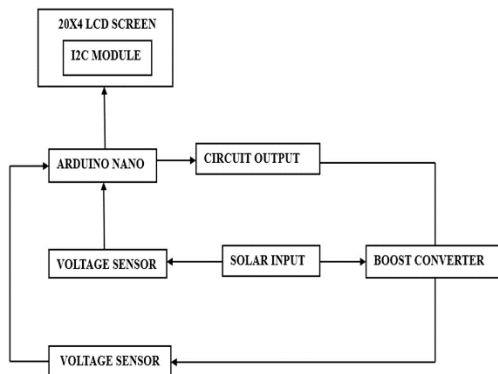 20X4 LCD SCREEN
I2C MODULE
ARDUINO NANO
CIRCUIT OUTPUT
VOLTAGE SENSOR
SOLAR INPUT
BOOST CONVERTER
VOLTAGE SENSOR